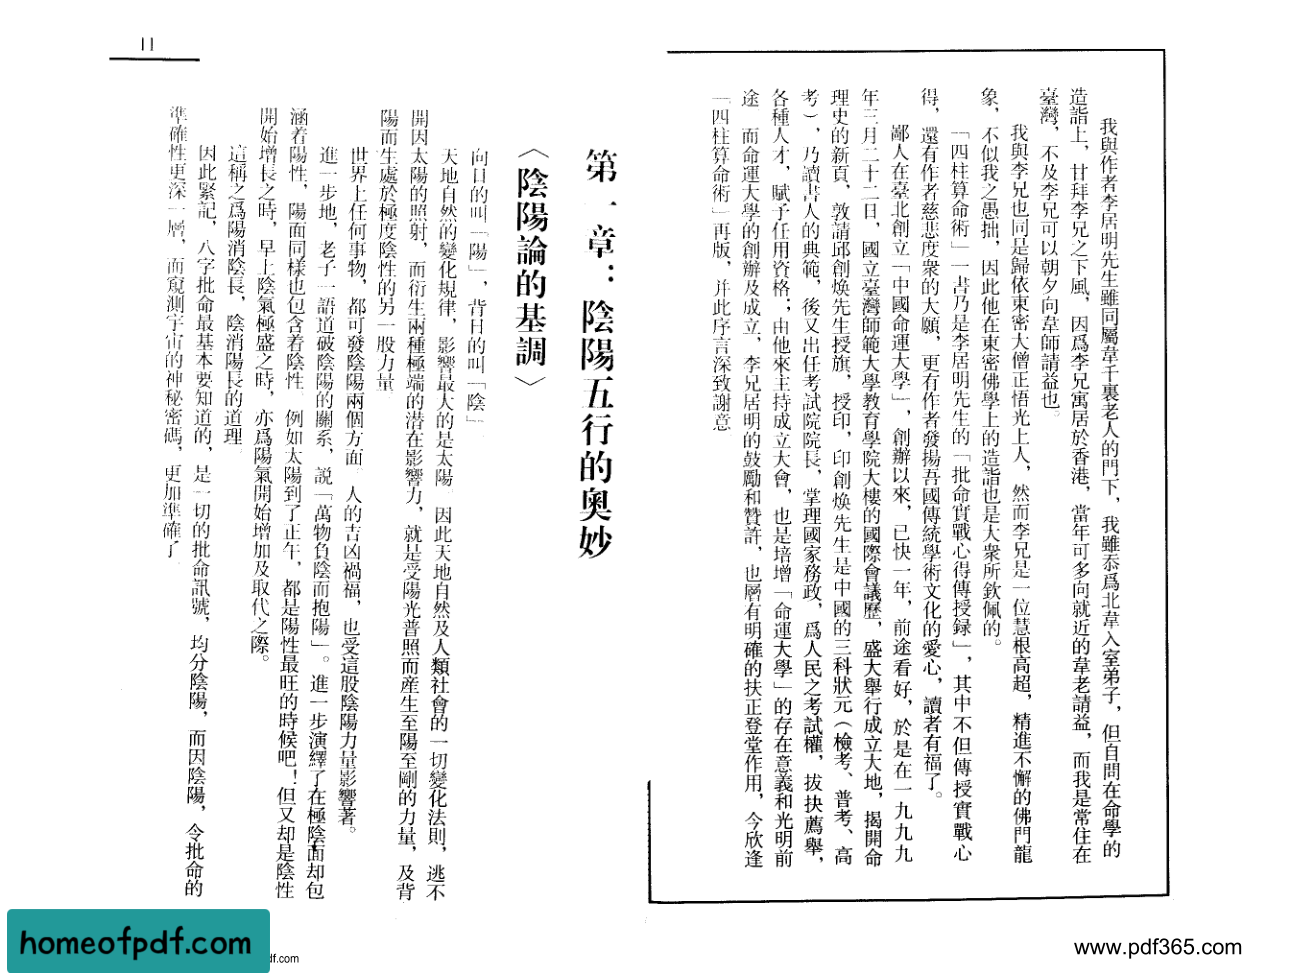 我與作者李居明先生雖同屬韋千裏老人的門下，我雖忝爲北韋入室弟子，但自問在命學的
造詣上，甘拜李兄之下風，因爲李兄寓居於香港，當年可多向就近的韋老請益，而我是常住在
臺灣，不及李兄可以朝夕向韋師請益也。
我與李兄也同是歸依東密大僧正悟光上人，然而李兄是一位慧根高超，精進不懈的佛門龍
象，不似我之愚拙，因此他在東密佛學上的造詣也是大衆所欽佩的。
「四柱算命術」一書乃是李居明先生的「批命實戰心得傳授録」，其中不但傳授實戰心
得，還有作者慈悲度衆的大願，更有作者發揚吾國傳統學術文化的愛心，讀者有福了。
鄙人在臺北創立「中國命運大學」，創辦以來，已快一年，前途看好，於是在一九九九
年三月二十二日，國立臺灣師範大學教育學院大樓的國際會議歷，盛大舉行成立大地，揭開命
理史的新頁，敦請邱創煥先生授旗，授印，印創煥先生是中國的三科狀元（檢考、普考、高
考），乃讀書人的典範，後又出任考試院院長，掌理國家務政，爲人民之考試權，拔抉薦舉，
各種人才，賦予任用資格；由他來主持成立大會，也是培增「命運大學」的存在意義和光明前
途 而命運大學的創辦及成立，李兄居明的鼓勵和贊許，也層有明確的扶正登堂作用，今欣逢
「四柱算命術」再版，并此序言深致謝意
第一章：陰陽五行的奧妙
〈陰陽論的基調〉
向日的叫「陽」，背日的叫「陰」
天地自然的變化規律，影響最大的是太陽 因此天地自然及人類社會的一切變化法則，逃不
開因太陽的照射，而衍生兩種極端的潜在影響力，就是受陽光普照而産生至陽至剛的力量，及背
陽而生處於極度陰性的另一股力量
世界上任何事物，都可發陰陽兩個方面 人的吉凶禍福，也受這股陰陽力量影響著。
進一步地，老子一語道破陰陽的關系，説「萬物負陰而抱陽」。進一步演繹了在極陰面却包
涵着陽性，陽面同樣也包含着陰性 例如太陽到了正午，都是陽性最旺的時候吧！但又却是陰性
開始增長之時，早上陰氣極盛之時，亦爲陽氣開始增加及取代之際。
這稱之爲陽消陰長，陰消陽長的道理
因此緊記，八字批命最基本要知道的，是一切的批命訊號，均分陰陽，而因陰陽，令批命的
準確性更深一層，而窺測宇宙的神秘密碼，更加準確了
11
homeofpdf.com
df.com
www.pdf365.com